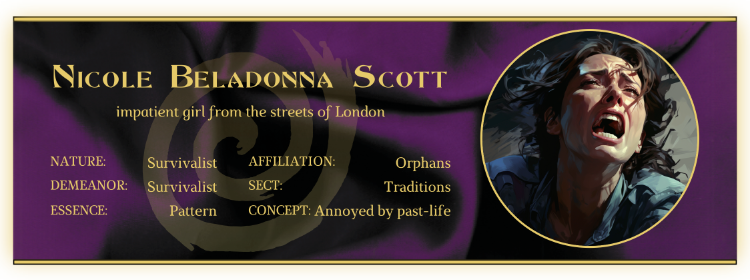 Nicole Beladonna Scott
impatient girl from the streets of London
NATURE: Survivalist AFFILIATION: Orphans
DEMEANOR: Survivalist SECT: Traditions
ESSENCE: Pattern CONCEPT: Annoyed by past-life